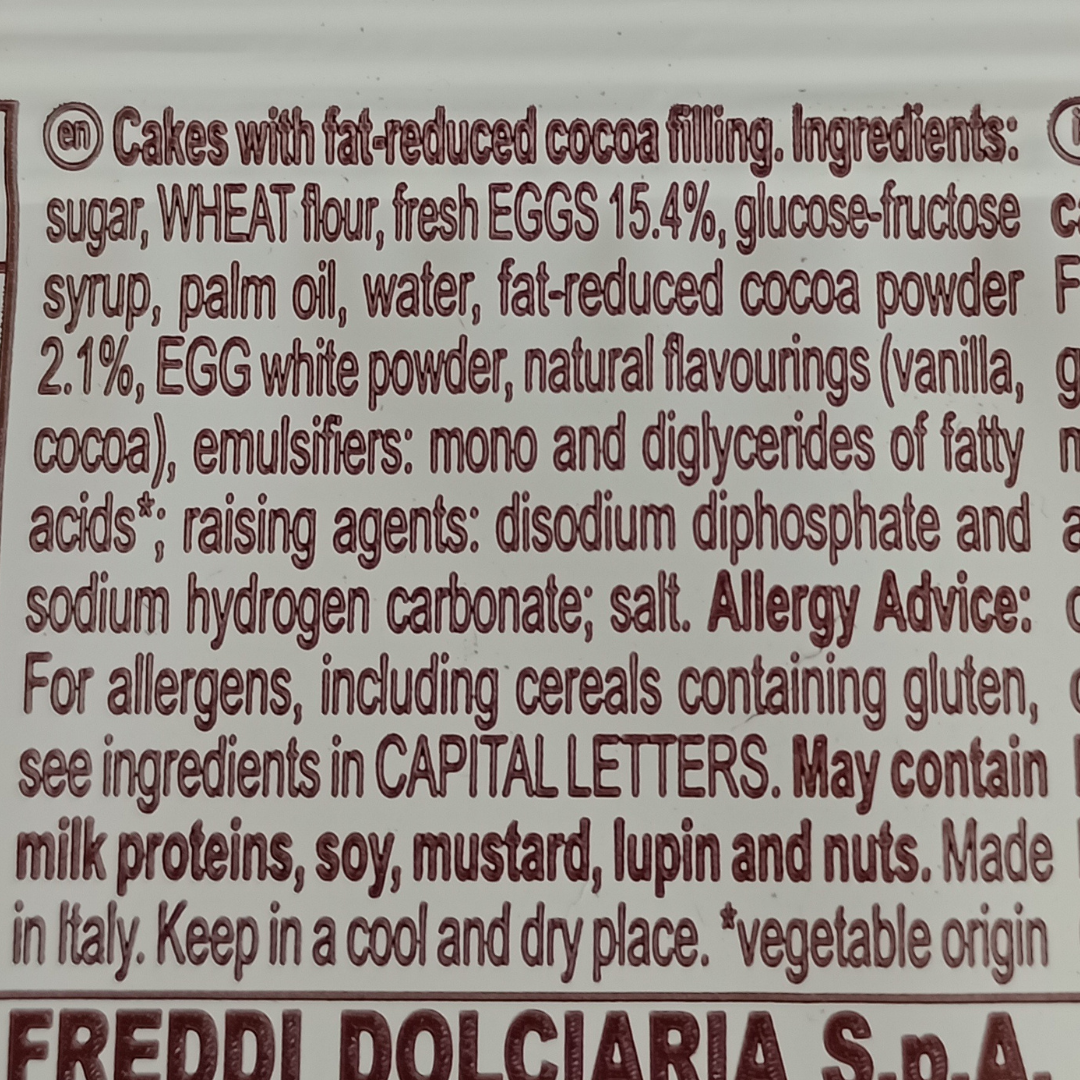 en Cakes with fat-reduced cocoa filling. Ingredients:
sugar, WHEAT flour, fresh EGGS 15.4%, glucose-fructose
syrup, palm oil, water, fat-reduced cocoa powder
2.1%, EGG white powder, natural flavourings (vanilla,
cocoa), emulsifiers: mono and diglycerides of fatty
acids*; raising agents: disodium diphosphate and
sodium hydrogen carbonate; salt. Allergy Advice:
For allergens, including cereals containing gluten,
see ingredients in CAPITAL LETTERS. May contain
milk proteins, soy, mustard, lupin and nuts. Made
in Italy. Keep in a cool and dry place. *vegetable origin
FREDDI DOLCIARIA S.p.A.